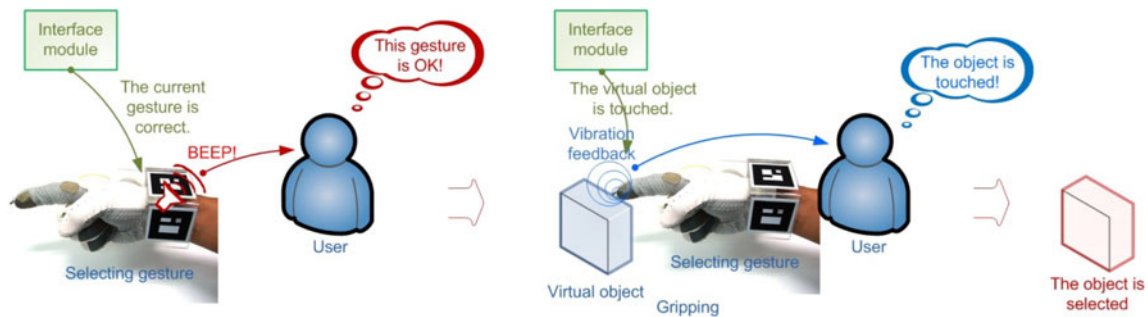 Interface
module
The current
gesture is
correct.
BEEP!
This gesture
is OK!
User
Selecting gesture
Interface
module
The virtual object
is touched.
Vibration
feedback
The object is
touched!
User
Selecting gesture
Virtual object
Gripping
The object is
selected